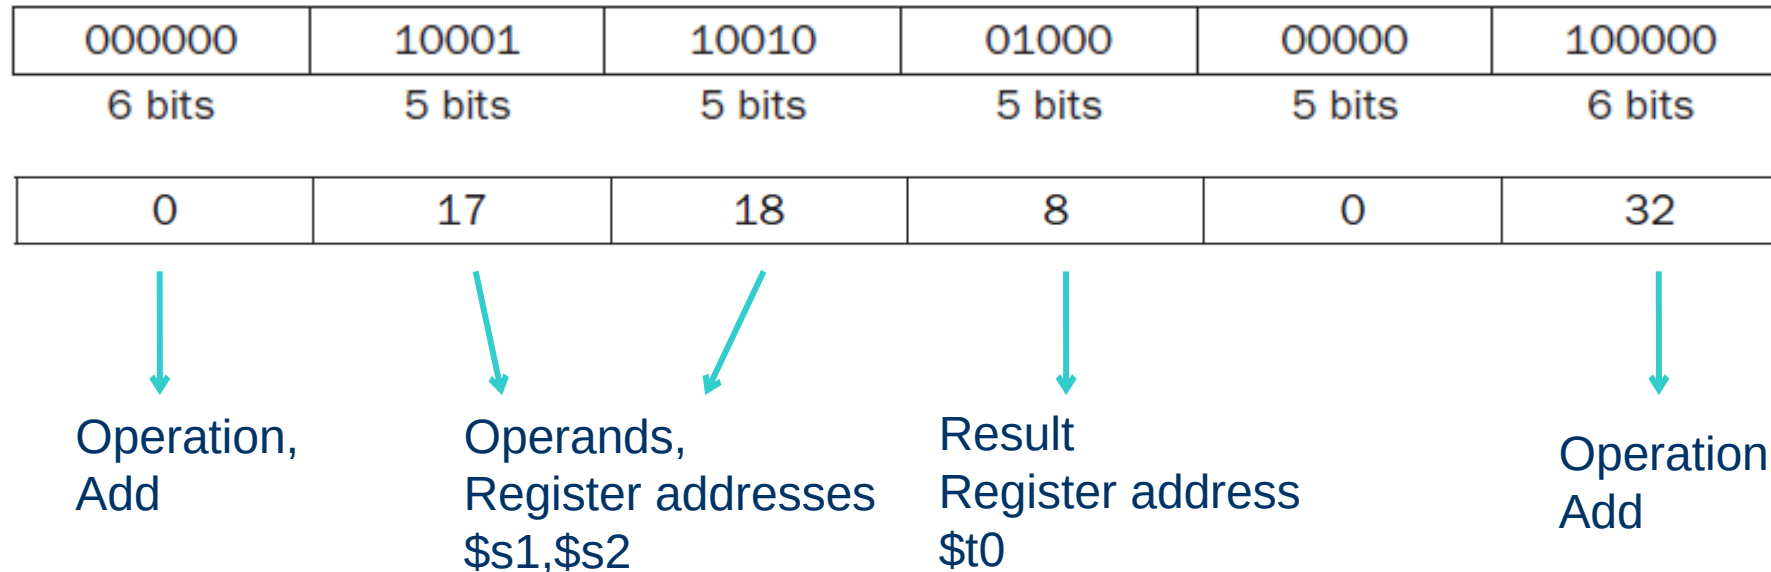 000000 10001 10010 01000 00000 100000
6 bits 5 bits 5 bits 5 bits 5 bits 6 bits
0 17 18 8 0 32
Operation,
Add
Operands,
Register addresses
$s1,$s2
Result
Register address
$t0
Operation
Add